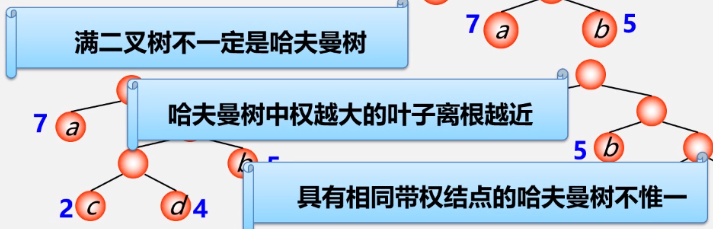 7 a b 5
满二叉树不一定是哈夫曼树
7 a
哈夫曼树中权越大的叶子离根越近
b 5
5 b
2 c d 4
具有相同带权结点的哈夫曼树不惟一